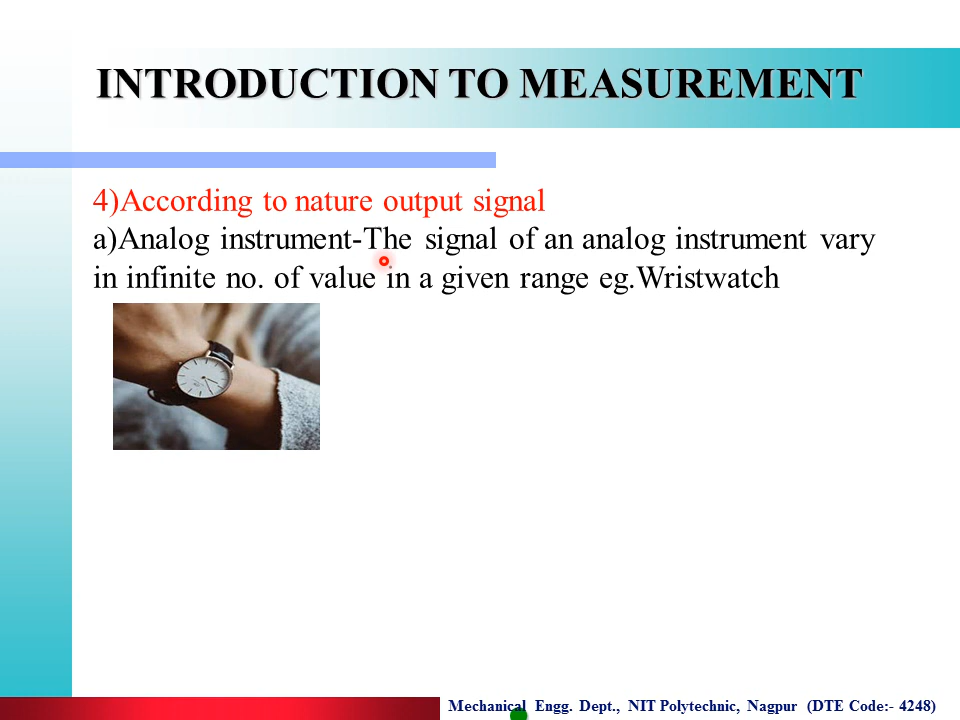 INTRODUCTION TO MEASUREMENT
4)According to nature output signal
a)Analog instrument-The signal of an analog instrument vary
in infinite no. of value in a given range eg.Wristwatch
Mechanical Engg. Dept., NIT Polytechnic, Nagpur (DTE Code:- 4248)